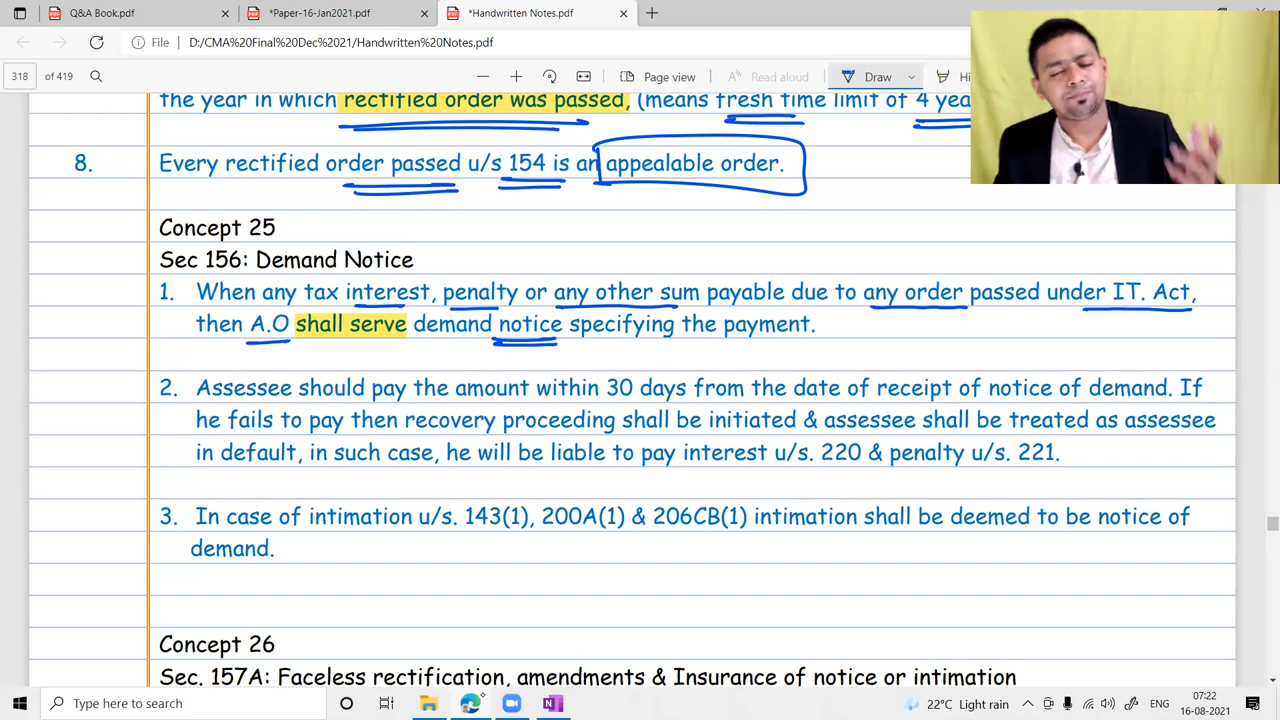 Q&A Book.pdf
*Paper-16-Jan2021.pdf
*Handwritten Notes.pdf
File
D:/CMA%20Final%20Dec%2021/Handwritten%20Notes.pdf
318
of 419
Page view
Read aloud
Draw
Hi
the year in which rectified order was passed, (means fresh time limit of 4 yea
8. Every rectified order passed u/s 154 is an appealable order.
Concept 25
Sec 156: Demand Notice
1. When any tax interest, penalty or any other sum payable due to any order passed under IT. Act,
then A.O shall serve demand notice specifying the payment.
2. Assessee should pay the amount within 30 days from the date of receipt of notice of demand. If
he fails to pay then recovery proceeding shall be initiated & assessee shall be treated as assessee
in default, in such case, he will be liable to pay interest u/s. 220 & penalty u/s. 221.
3. In case of intimation u/s. 143(1), 200A(1) & 206CB(1) intimation shall be deemed to be notice of
demand.
Concept 26
Sec. 157A: Faceless rectification, amendments & Insurance of notice or intimation
Type here to search
22°C Light rain
ENG
07:22
16-08-2021